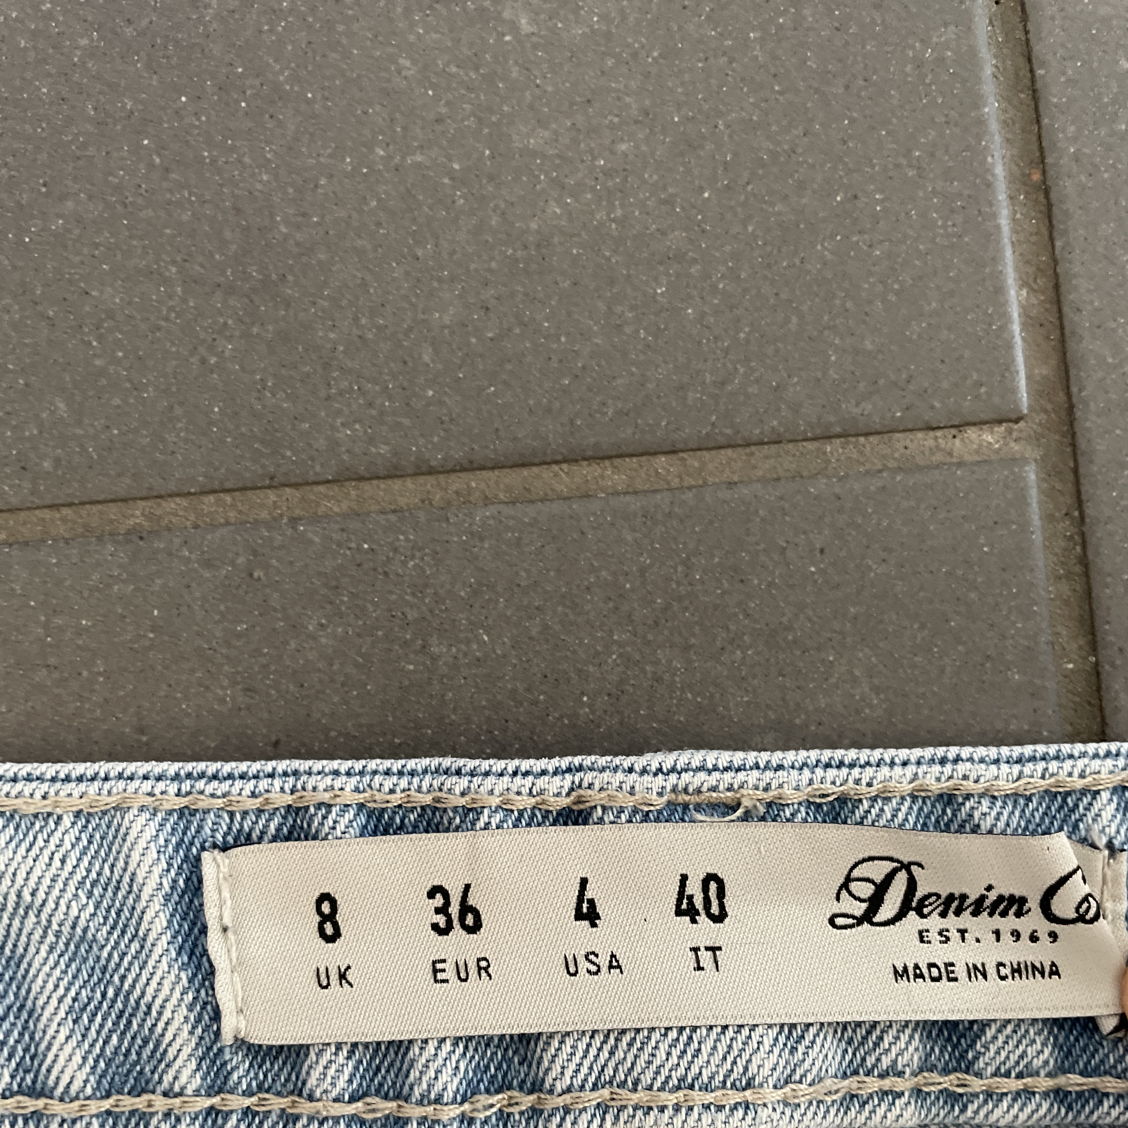 8 36 4 40
UK EUR USA IT
Denim Co.
EST. 1969
MADE IN CHINA